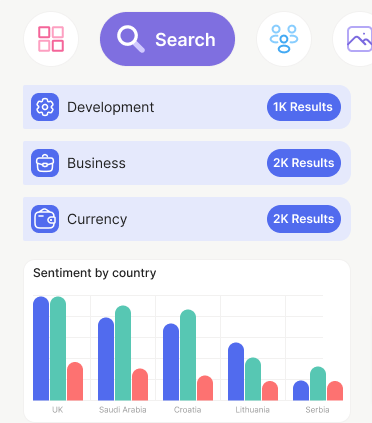 Search
Development
1K Results
Business
2K Results
Currency
2K Results
Sentiment by country
UK
Saudi Arabia
Croatia
Lithuania
Serbia